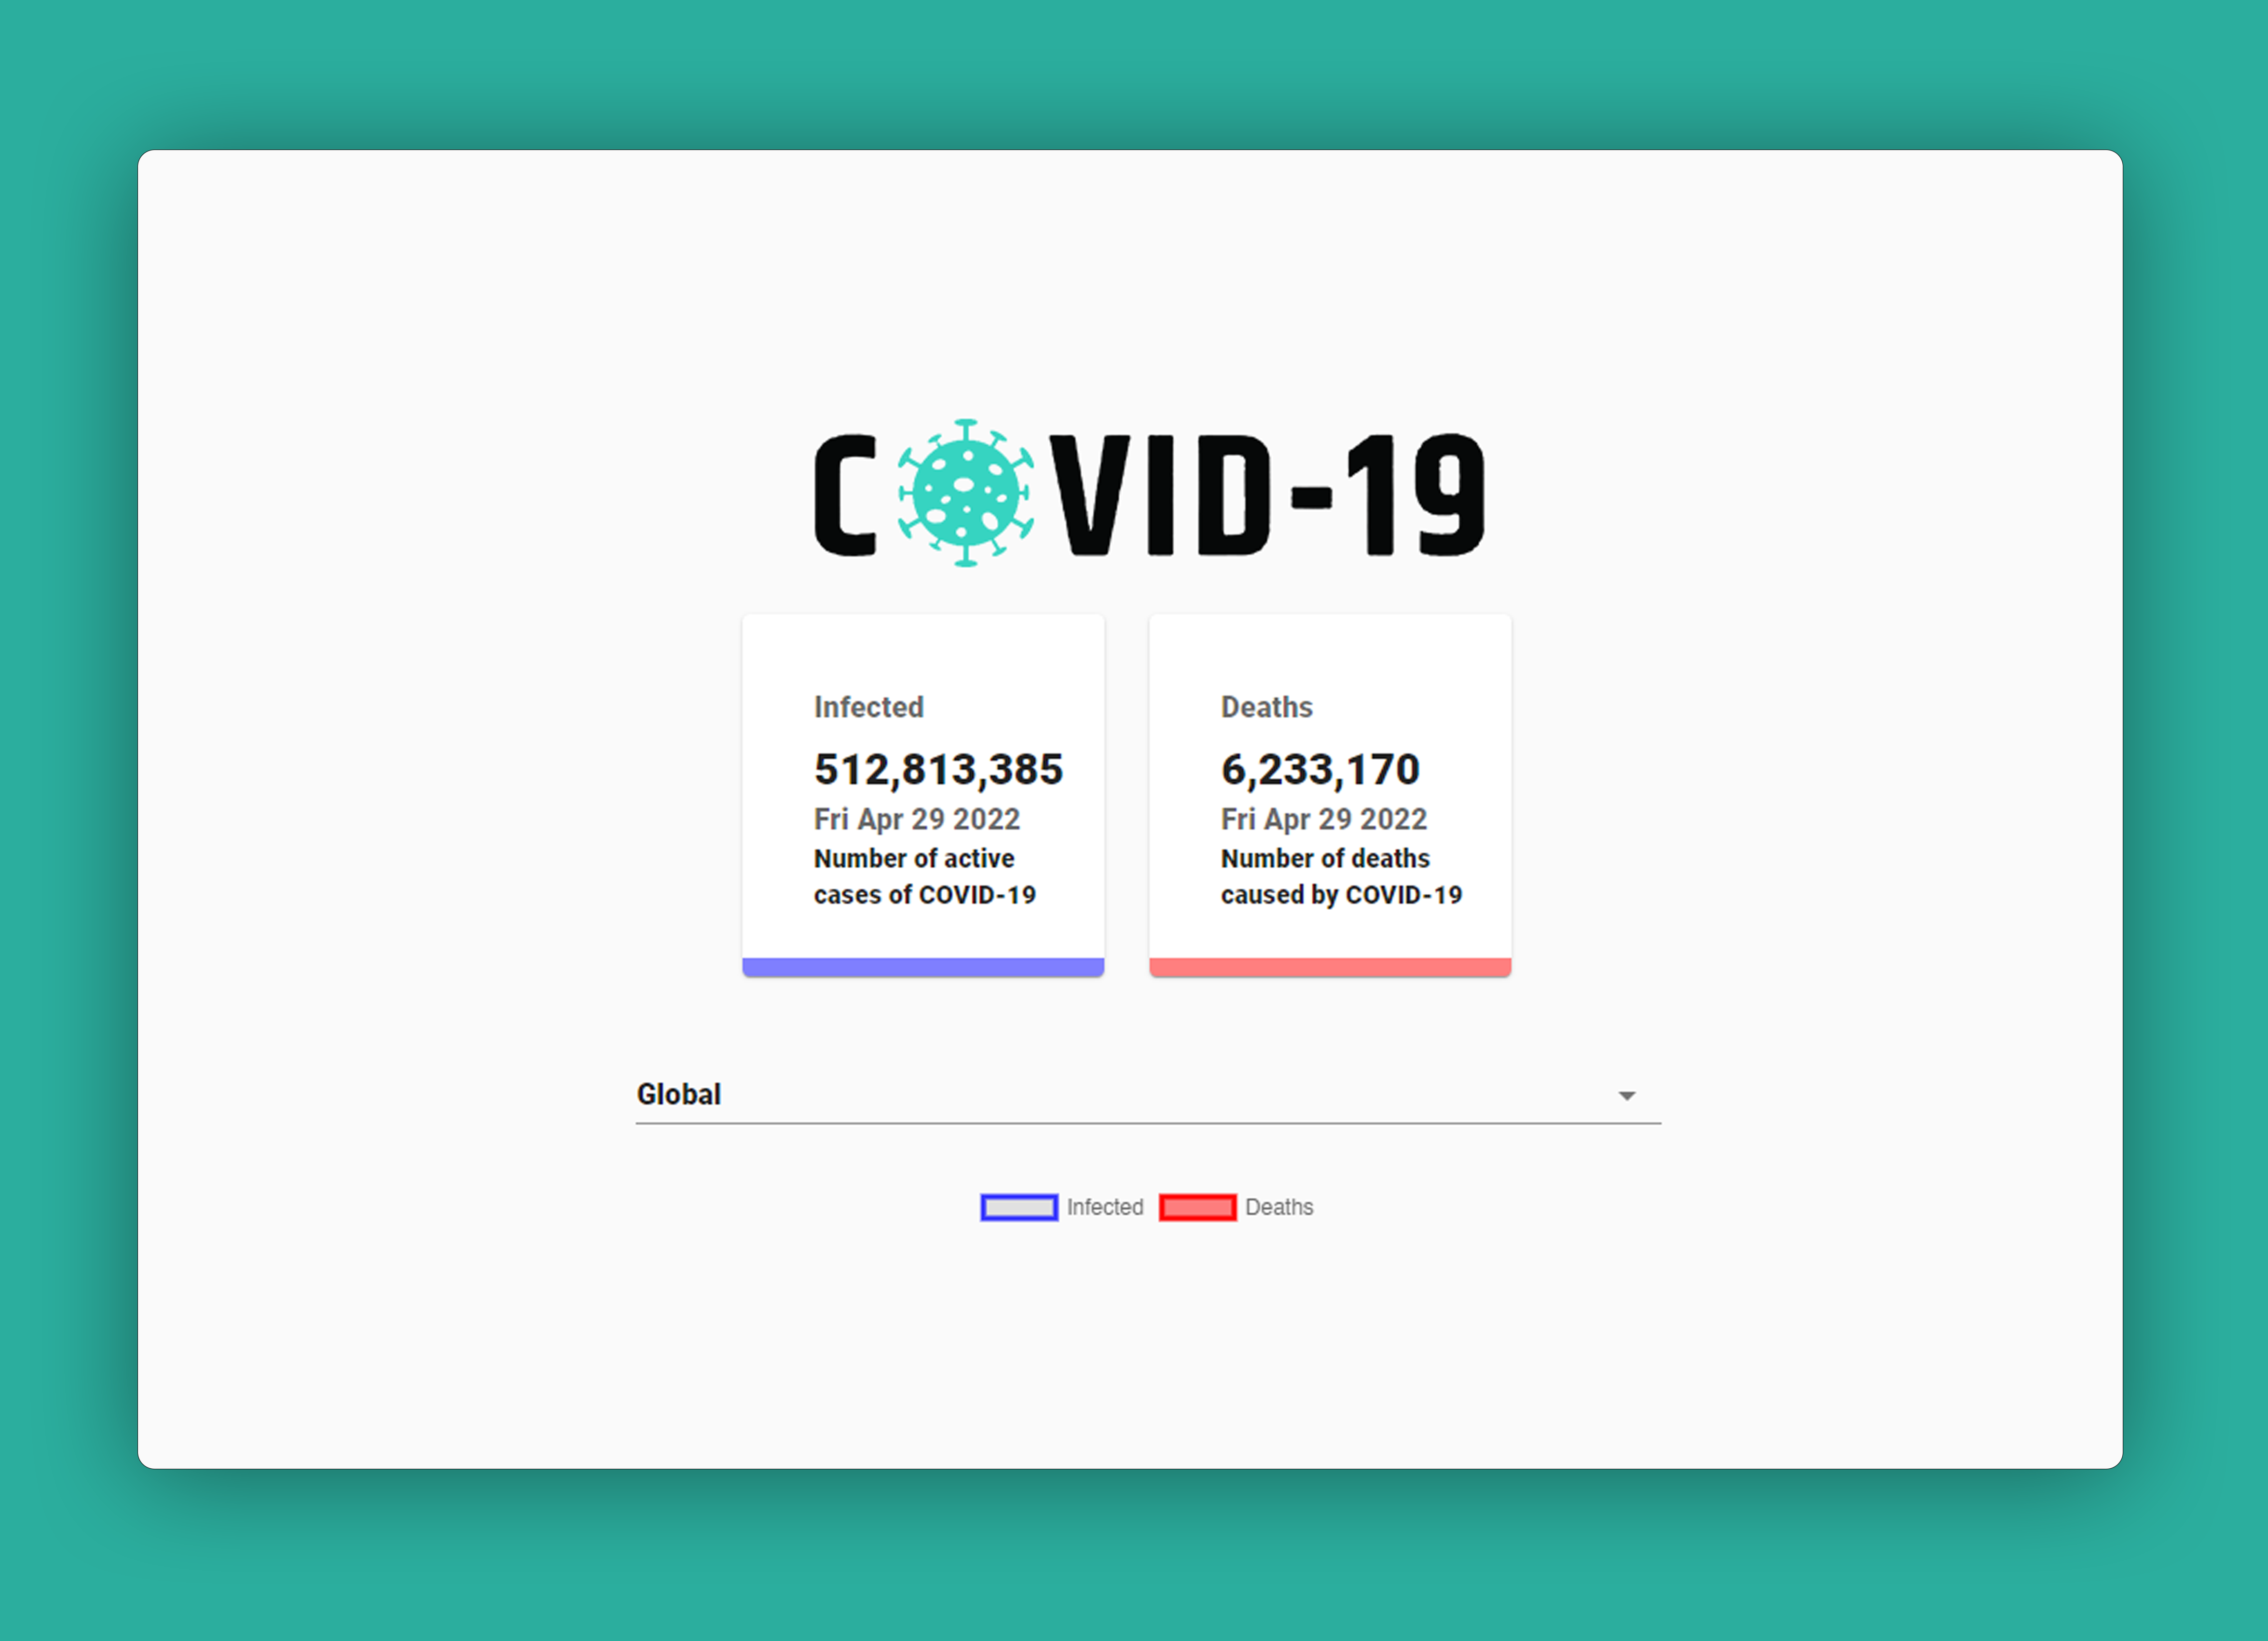 COVID-19
Infected
512,813,385
Fri Apr 29 2022
Number of active
cases of COVID-19
Deaths
6,233,170
Fri Apr 29 2022
Number of deaths
caused by COVID-19
Global
Infected Deaths